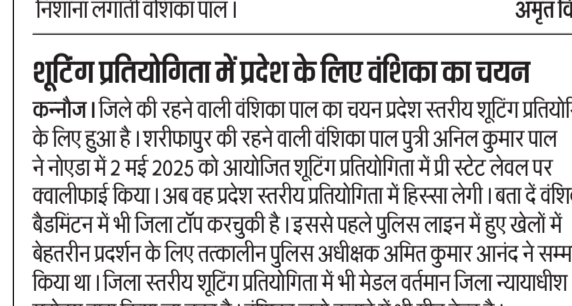 निशाना लगाती वंशिका पाल।
अमृत वि
शूटिंग प्रतियोगिता में प्रदेश के लिए वंशिका का चयन
कन्नौज। जिले की रहने वाली वंशिका पाल का चयन प्रदेश स्तरीय शूटिंग प्रतियोगि
के लिए हुआ है। शरीफापुर की रहने वाली वंशिका पाल पुत्री अनिल कुमार पाल
ने नोएडा में 2 मई 2025 को आयोजित शूटिंग प्रतियोगिता में प्री स्टेट लेवल पर
क्वालीफाई किया। अब वह प्रदेश स्तरीय प्रतियोगिता में हिस्सा लेगी। बता दें वंशि
बैडमिंटन में भी जिला टॉप करचुकी है। इससे पहले पुलिस लाइन में हुए खेलों में
बेहतरीन प्रदर्शन के लिए तत्कालीन पुलिस अधीक्षक अमित कुमार आनंद ने सम्म
किया था। जिला स्तरीय शूटिंग प्रतियोगिता में भी मेडल वर्तमान जिला न्यायाधीश